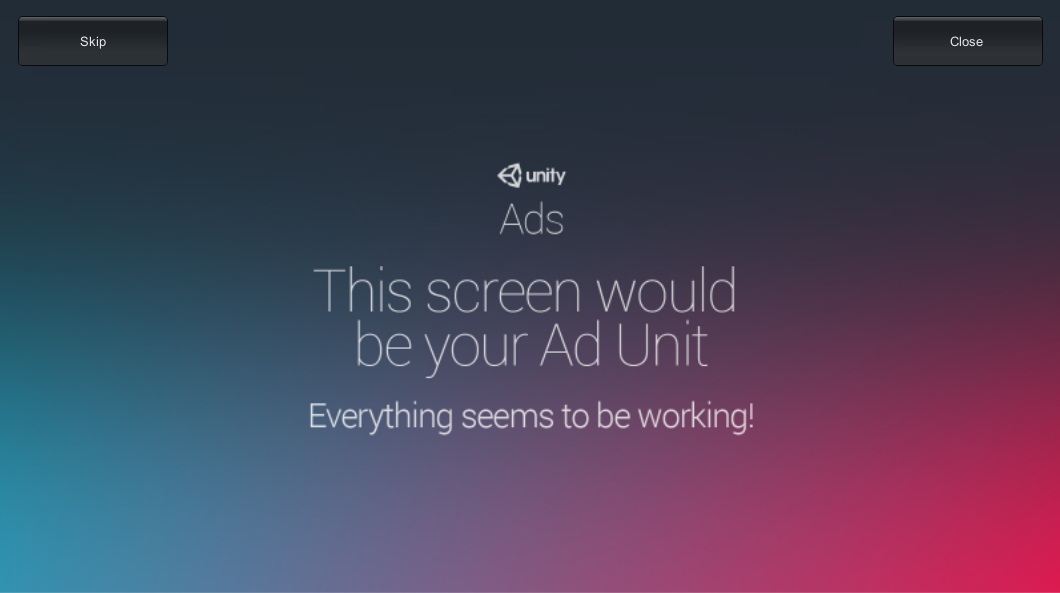 Skip
Close
unity
Ads
This screen would
be your Ad Unit
Everything seems to be working!